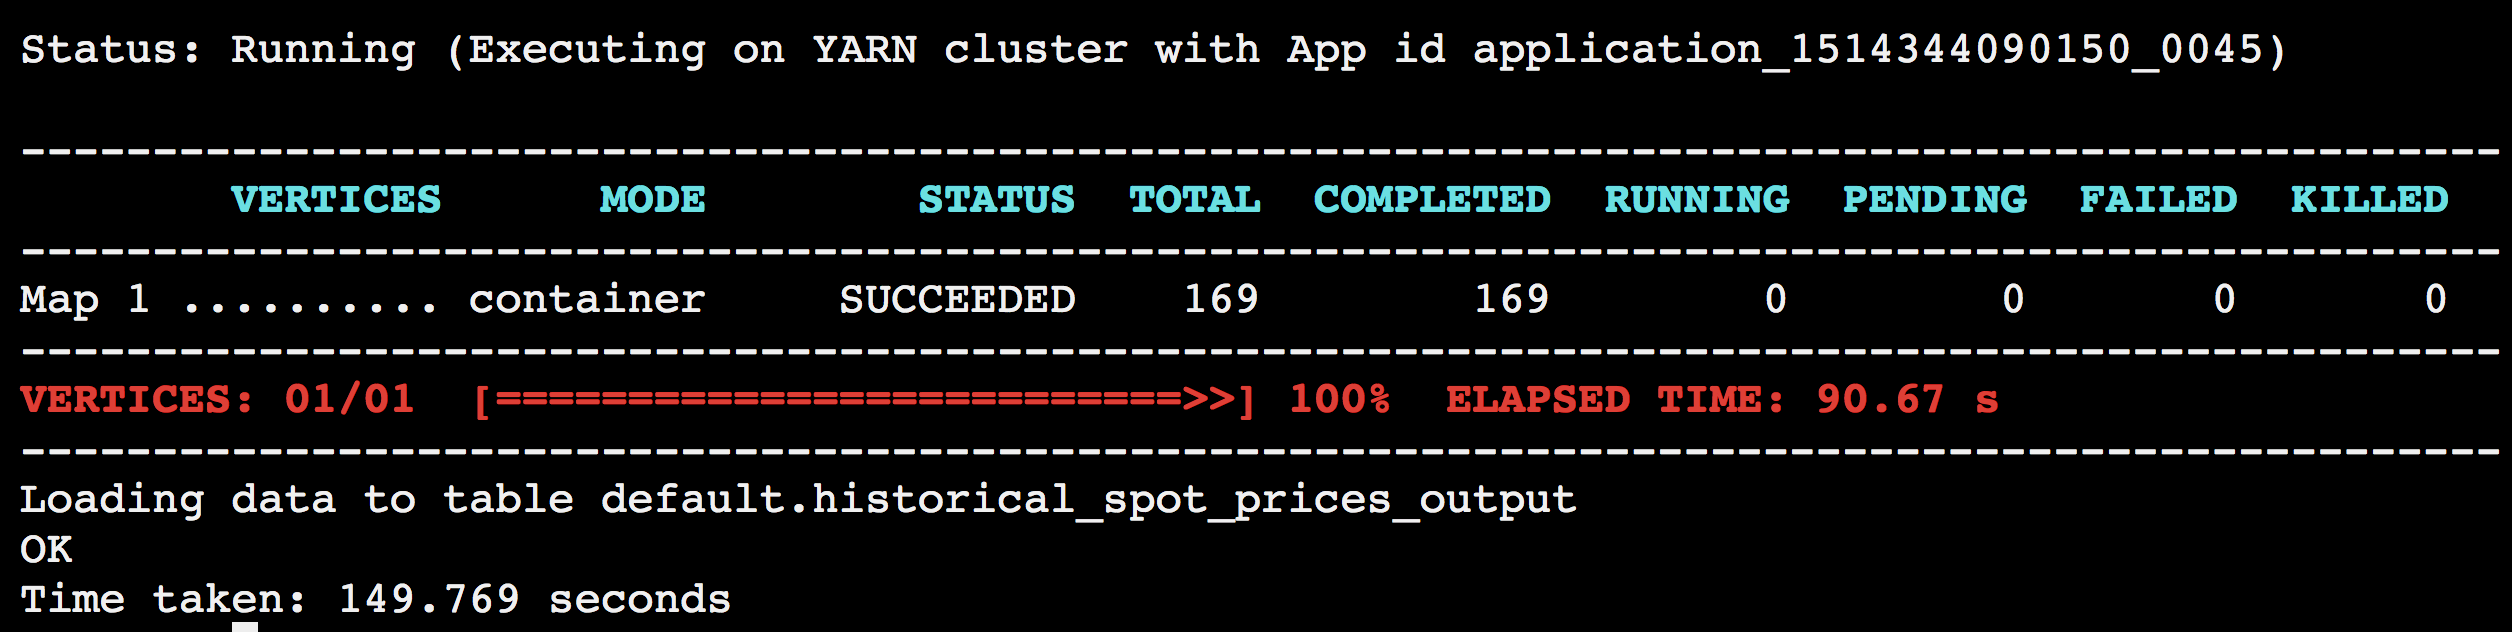 Status: Running (Executing on YARN cluster with App id application_1514344090150_0045)
----------------------------------------------------------------------------------------------
        VERTICES      MODE        STATUS  TOTAL  COMPLETED  RUNNING  PENDING  FAILED  KILLED
----------------------------------------------------------------------------------------------
Map 1 .......... container     SUCCEEDED    169        169        0        0       0       0
----------------------------------------------------------------------------------------------
VERTICES: 01/01  [==========================>>] 100%  ELAPSED TIME: 90.67 s
----------------------------------------------------------------------------------------------
Loading data to table default.historical_spot_prices_output
OK
Time taken: 149.769 seconds